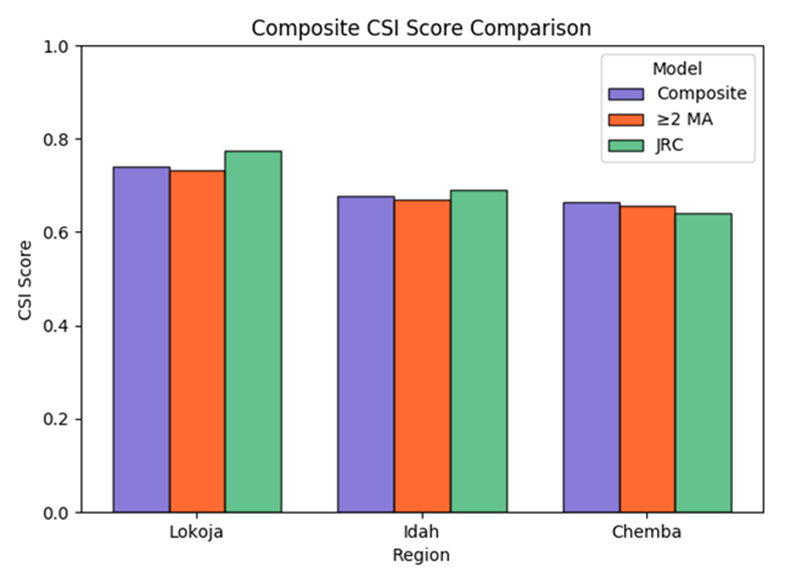 Composite CSI Score Comparison
1.0
0.8
0.6
0.4
0.2
0.0
CSI Score
Model
Composite
≥2 MA
JRC
Lokoja
Idah
Chemba
Region